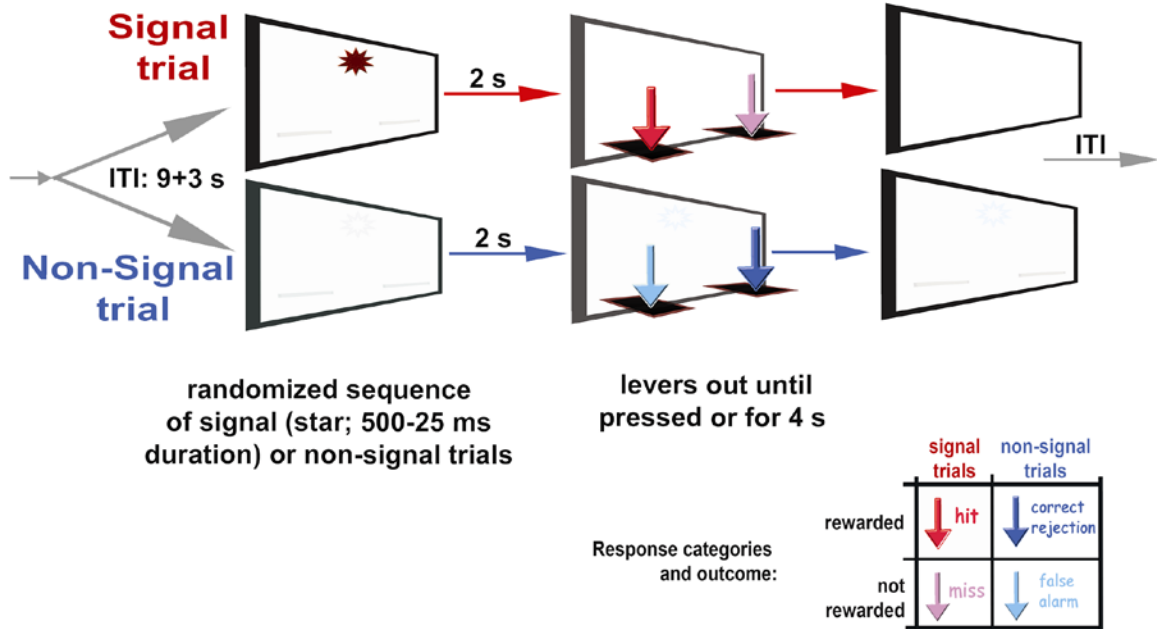 Signal
trial
2 s
ITI: 9+3 s
ITI
2 s
Non-Signal
trial
randomized sequence
of signal (star; 500-25 ms
duration) or non-signal trials
levers out until
pressed or for 4 s
signal
trials
non-signal
trials
rewarded
hit
correct
rejection
Response categories
and outcome:
not
rewarded
miss
false
alarm